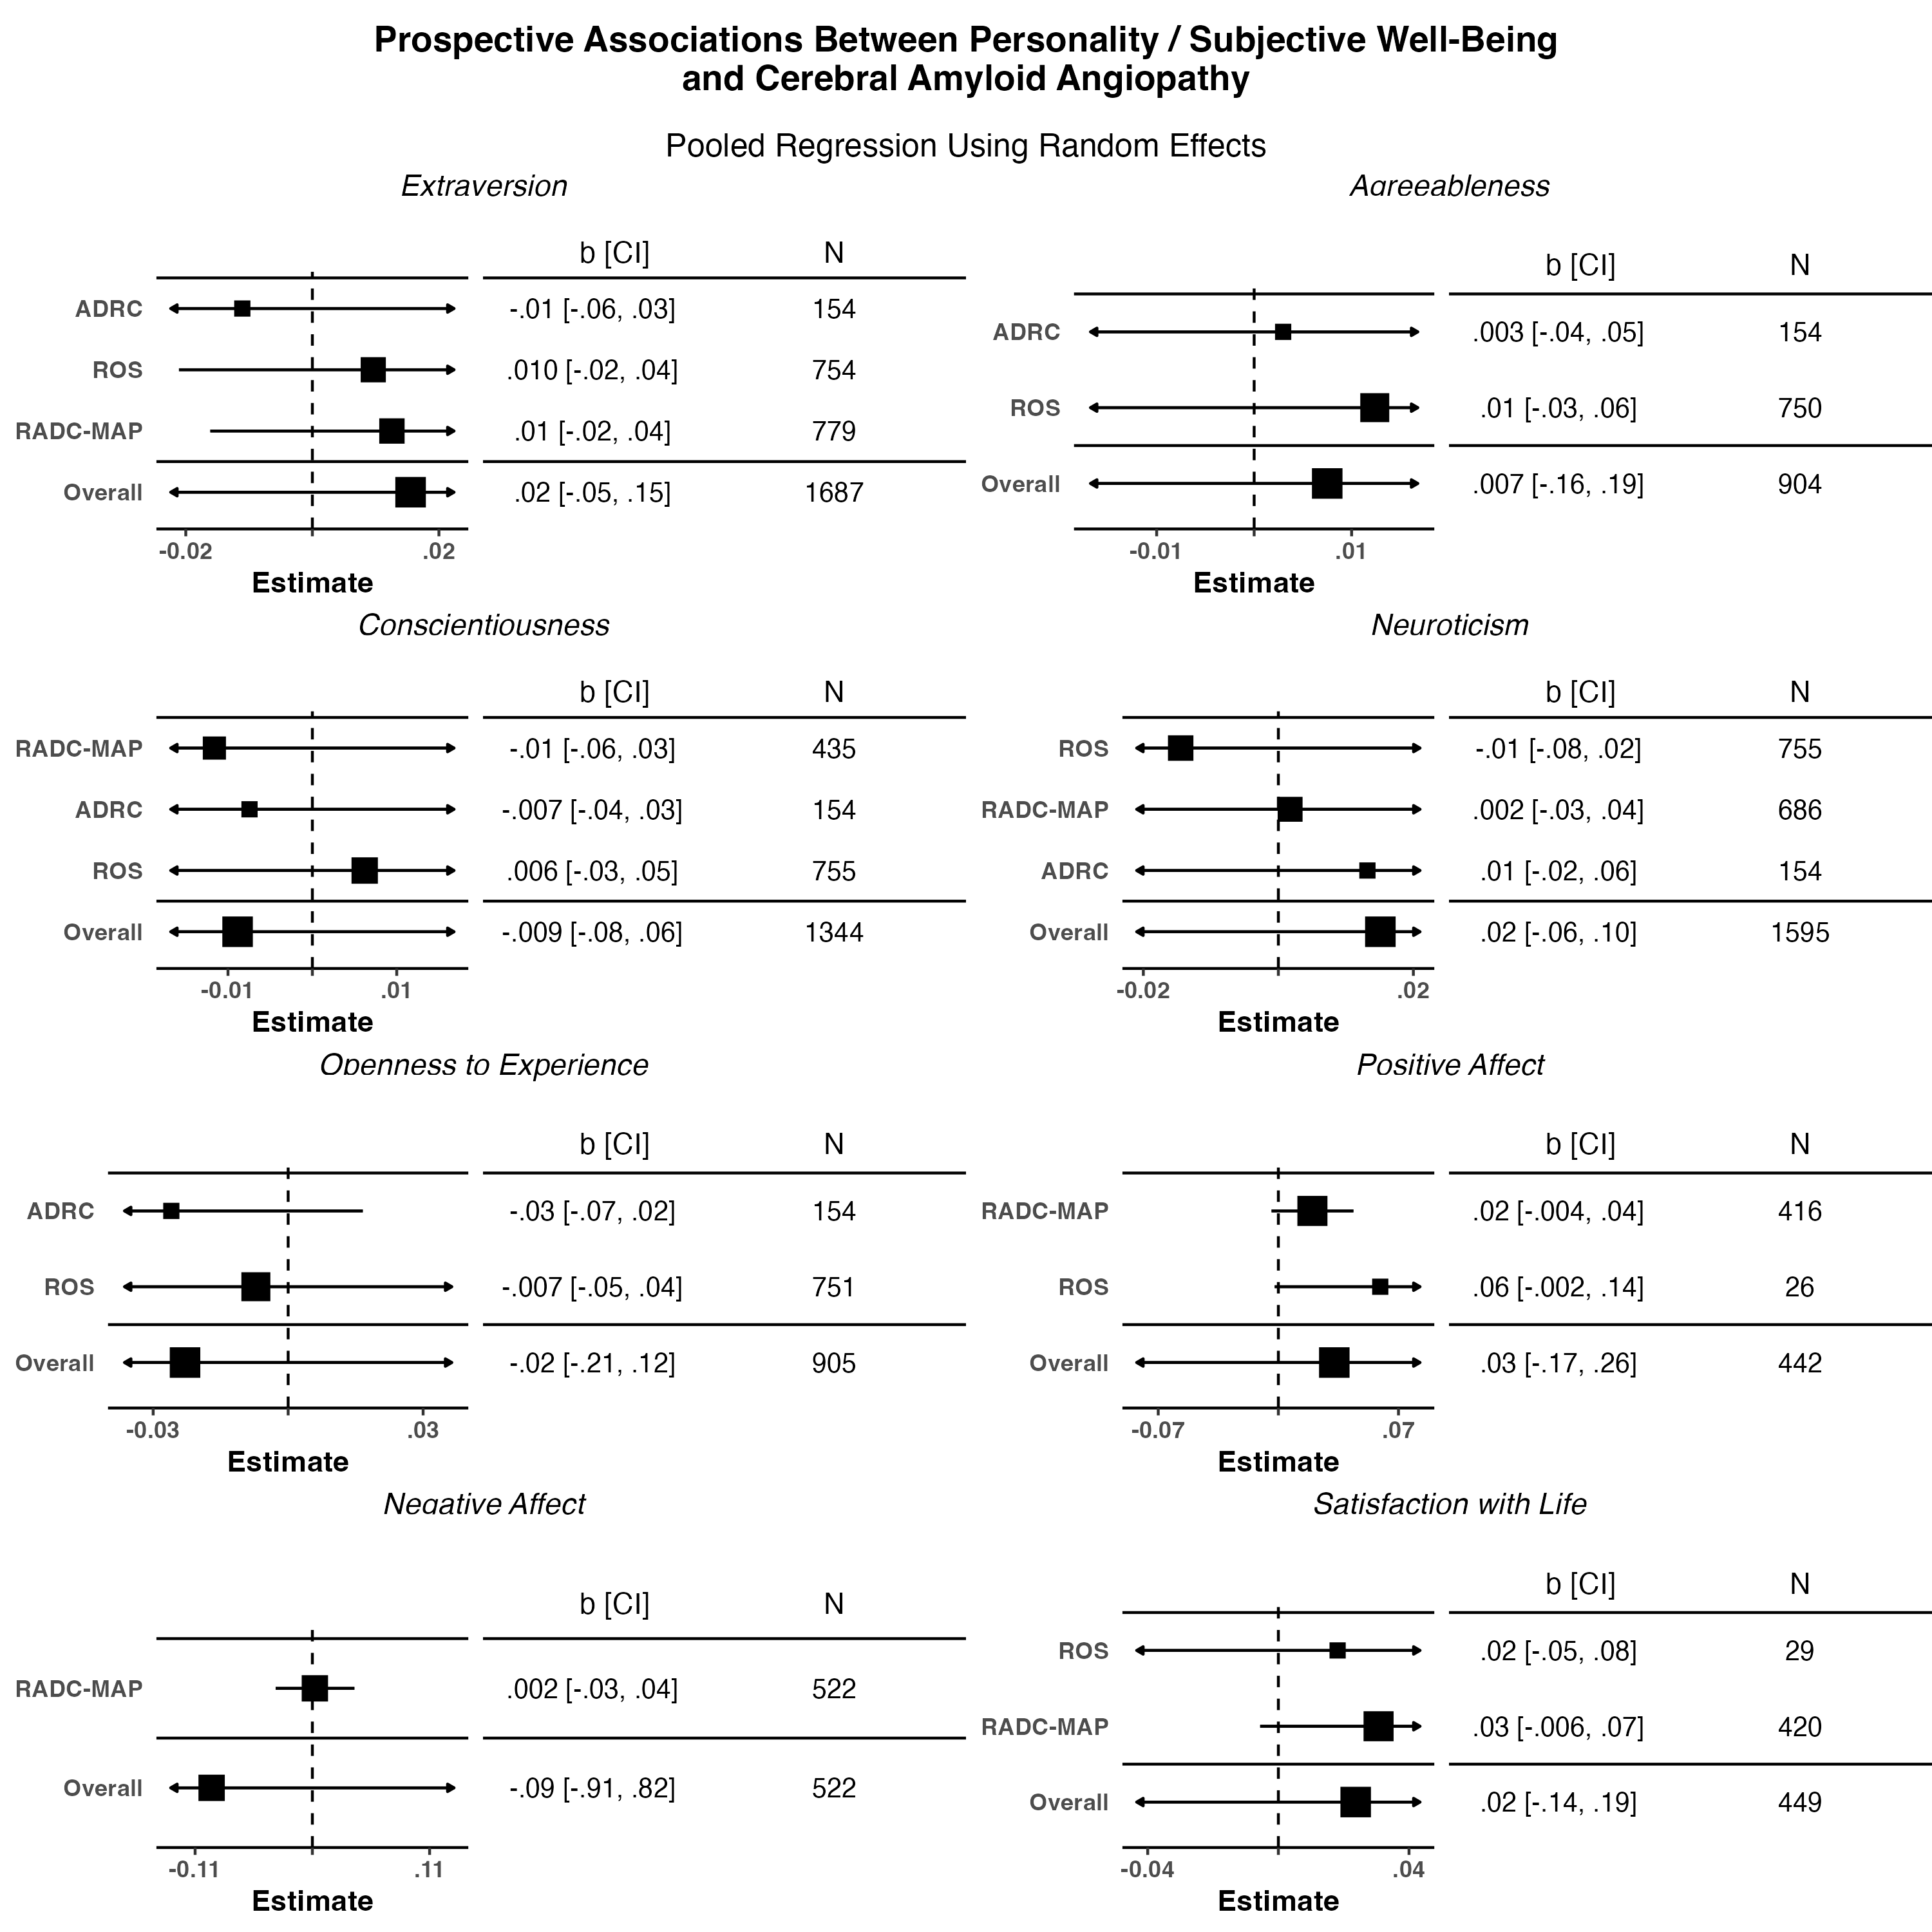 Prospective Associations Between Personality / Subjective Well-Being
and Cerebral Amyloid Angiopathy
Pooled Regression Using Random Effects
Extraversion
b [CI] N
ADRC -.01 [-.06, .03] 154
ROS .010 [-.02, .04] 754
RADC-MAP .01 [-.02, .04] 779
Overall .02 [-.05, .15] 1687
-0.02 .02
Estimate
Agreeableness
b [CI] N
ADRC .003 [-.04, .05] 154
ROS .01 [-.03, .06] 750
Overall .007 [-.16, .19] 904
-0.01 .01
Estimate
Conscientiousness
b [CI] N
RADC-MAP -.01 [-.06, .03] 435
ADRC -.007 [-.04, .03] 154
ROS .006 [-.03, .05] 755
Overall -.009 [-.08, .06] 1344
-0.01 .01
Estimate
Neuroticism
b [CI] N
ROS -.01 [-.08, .02] 755
RADC-MAP .002 [-.03, .04] 686
ADRC .01 [-.02, .06] 154
Overall .02 [-.06, .10] 1595
-0.02 .02
Estimate
Openness to Experience
b [CI] N
ADRC -.03 [-.07, .02] 154
ROS -.007 [-.05, .04] 751
Overall -.02 [-.21, .12] 905
-0.03 .03
Estimate
Positive Affect
b [CI] N
RADC-MAP .02 [-.004, .04] 416
ROS .06 [-.002, .14] 26
Overall .03 [-.17, .26] 442
-0.07 .07
Estimate
Negative Affect
b [CI] N
RADC-MAP .002 [-.03, .04] 522
Overall -.09 [-.91, .82] 522
-0.11 .11
Estimate
Satisfaction with Life
b [CI] N
ROS .02 [-.05, .08] 29
RADC-MAP .03 [-.006, .07] 420
Overall .02 [-.14, .19] 449
-0.04 .04
Estimate